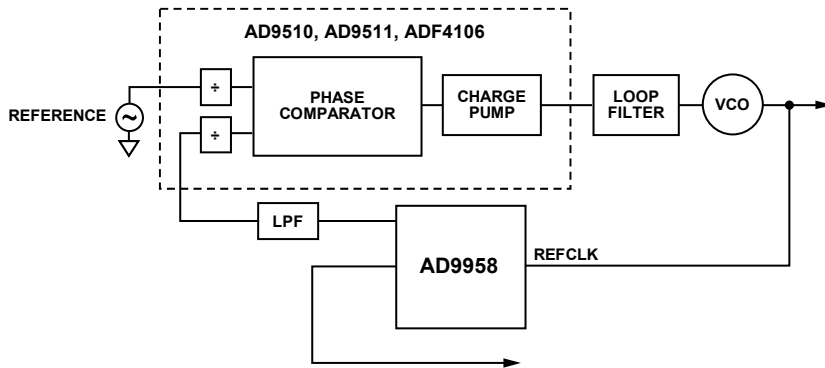 AD9510, AD9511, ADF4106
REFERENCE
~
÷
÷
PHASE
COMPARATOR
CHARGE
PUMP
LOOP
FILTER
VCO
LPF
AD9958
REFCLK